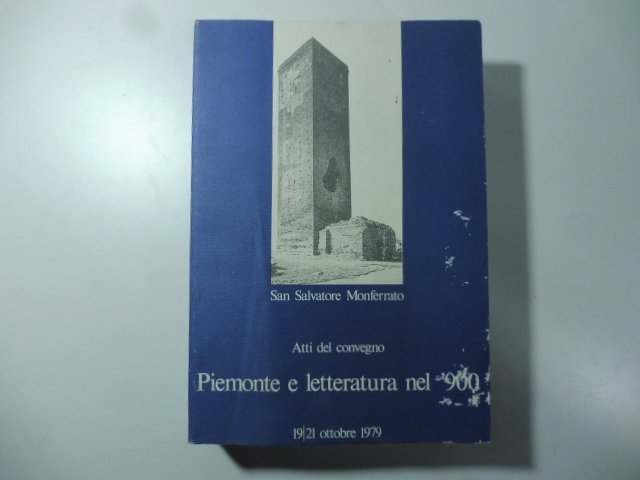 San Salvatore Monferrato
Atti del convegno
Piemonte e letteratura nel '900
19|21 ottobre 1979